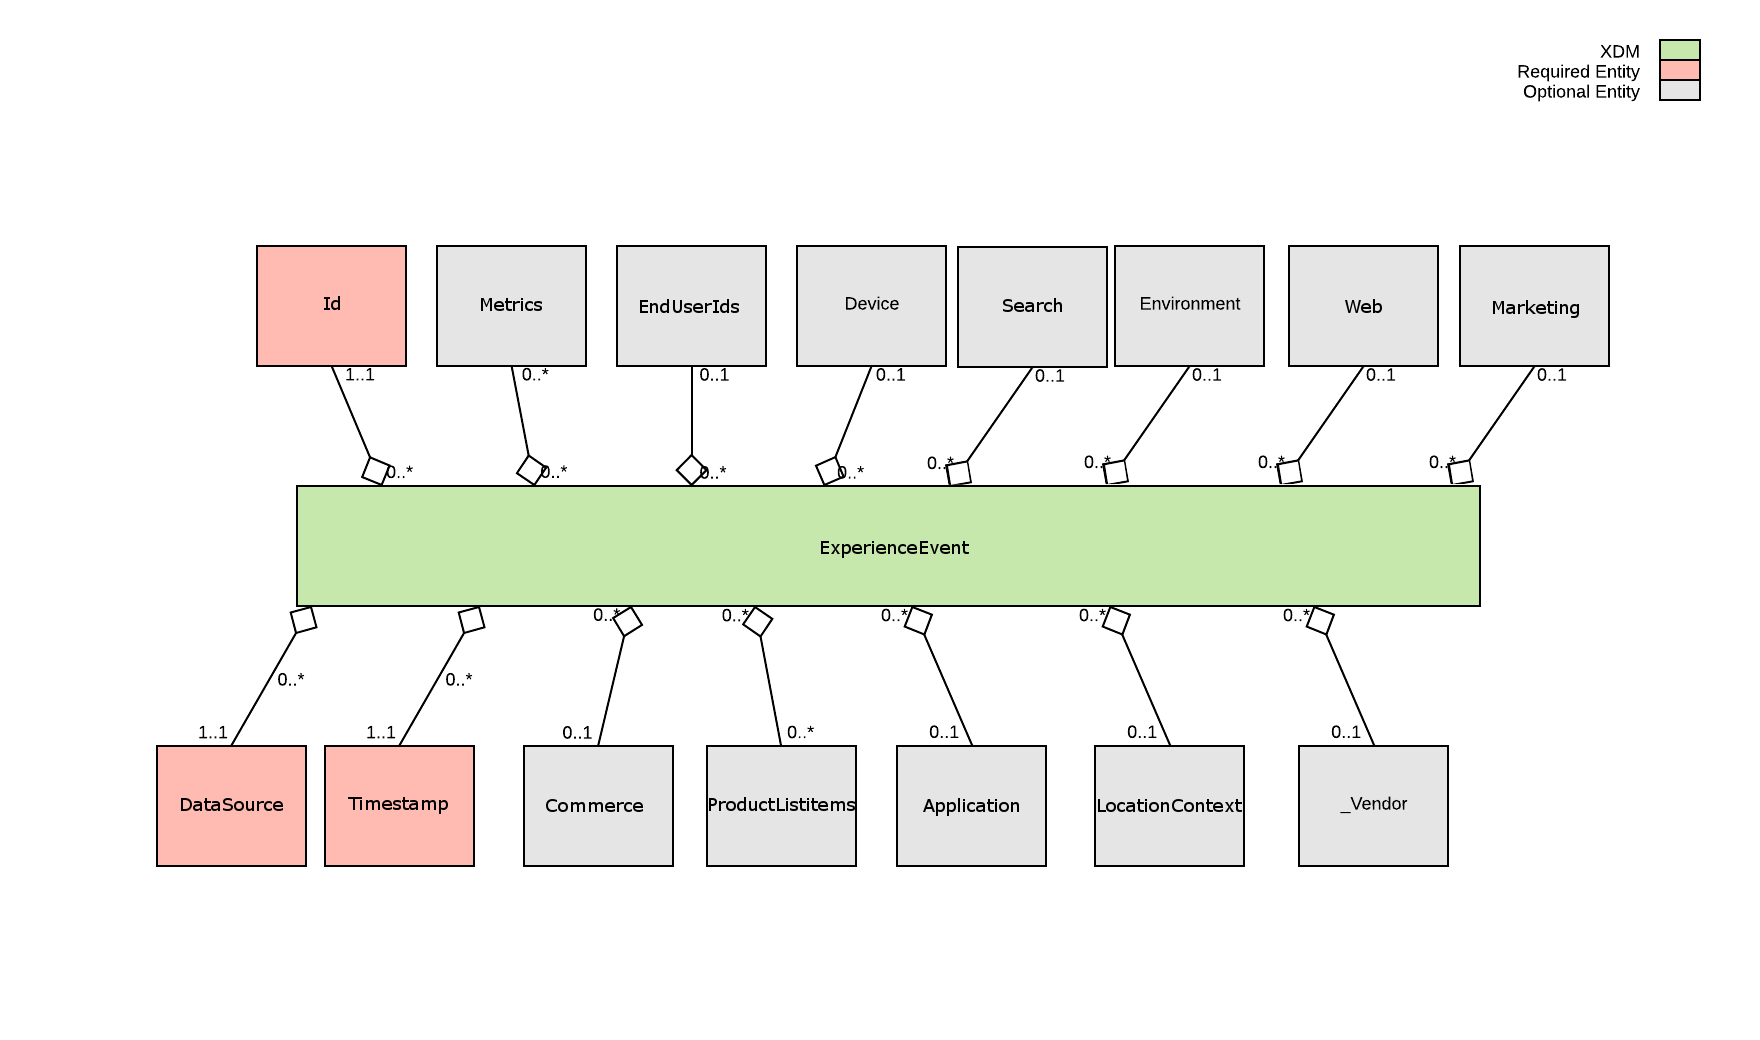 XDM
Required Entity
Optional Entity
Id
Metrics
EndUserIds
Device
Search
Environment
Web
Marketing
1..1
0..*
0..1
0..1
0..1
0..1
0..1
0..1
0..*
0..*
0..*
0..*
0..*
0..*
0..*
0..*
ExperienceEvent
0..*
0..*
0..*
0..*
0..*
0..*
0..*
1..1
1..1
0..1
0..*
0..1
0..1
0..1
DataSource
Timestamp
Commerce
ProductListitems
Application
LocationContext
_Vendor